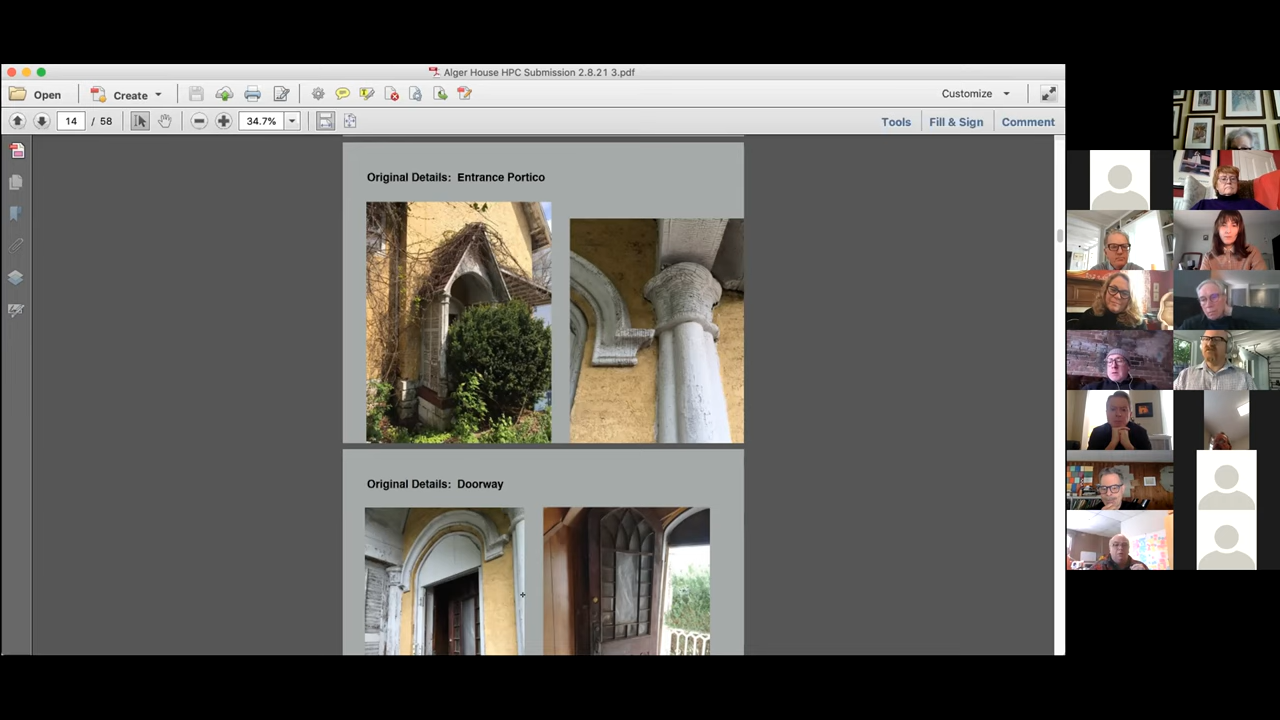 Alger House HPC Submission 2.8.21 3.pdf
Open
Create
Customize
14 / 58
34.7%
Tools
Fill & Sign
Comment
Original Details:  Entrance Portico
Original Details:  Doorway